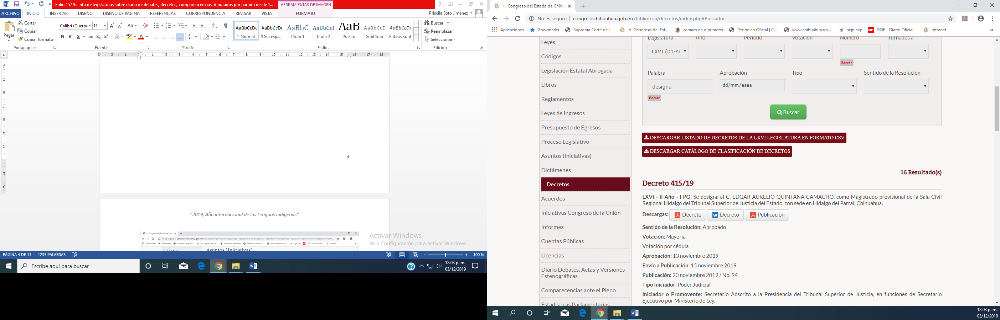 Folio 15776. Info de legislaturas sobre diario de debates, decretos, comparencencias, diputados por partido desde 1...
HERRAMIENTAS DE IMAGEN
ARCHIVO INICIO INSERTAR DISEÑO DISEÑO DE PÁGINA REFERENCIAS CORRESPONDENCIA REVISAR VISTA FORMATO
Priscila Soto Jimenez
Pegar
Cortar
Copiar
Copiar formato
Portapapeles
Calibri (Cuerpo 11
Fuente
Párrafo
AaBbCcDc AaBbCcDc AaBbC AaBbCcI AaB AaBbCcD AaBbCcDc
¶ Normal ¶ Sin espa... Título 1 Título 2 Puesto Subtítulo Énfasis sutil
Estilos
Buscar
Reemplazar
Seleccionar
Edición
4
“2019, Año internacional de las Lenguas Indígenas”
H. Congreso del Estado de Chih
Asuntos (Iniciativas)
Activar Windows
Ve a Configuración para activar Windows.
PÁGINA 4 DE 13 1235 PALABRAS
100 %
Escribe aquí para buscar
12:03 p. m.
03/12/2019
H. Congreso del Estado de Chihu
No es seguro | congresochihuahua.gob.mx/biblioteca/decretos/index.php#Buscador
Aplicaciones Bookmarks Suprema Corte de J... H. Congreso del Est... camara de diputados Periódico Oficial | C... www.chihuahua.go... scjn exp DOF - Diario Oficial... Intranet
Leyes
Códigos
Legislación Estatal Abrogada
Libros
Reglamentos
Leyes de Ingresos
Presupuesto de Egresos
Proceso Legislativo
Asuntos (Iniciativas)
Dictámenes
Decretos
Acuerdos
Iniciativas Congreso de la Unión
Informes
Cuentas Públicas
Licencias
Diario Debates, Actas y Versiones
Estenográficas
Comparecencias ante el Pleno
Estadísticas Parlamentarias
Legislatura Año Periodo Votación Número Turnados a
LXVI (01-se
Borrar
Palabra Aprobación Tipo Sentido de la Resolución
designa dd/mm/aaaa
Borrar
Buscar
DESCARGAR LISTADO DE DECRETOS DE LA LXVI LEGISLATURA EN FORMATO CSV
DESCARGAR CATÁLOGO DE CLASIFICACIÓN DE DECRETOS
16 Resultado(s)
Decreto 415/19
LXVI - II Año - I PO. Se designa al C. EDGAR AURELIO QUINTANA CAMACHO, como Magistrado provisional de la Sala Civil
Regional Hidalgo del Tribunal Superior de Justicia del Estado, con sede en Hidalgo del Parral, Chihuahua.
Descargas: Decreto Decreto Publicación
Sentido de la Resolución: Aprobado
Votación: Mayoría
Votación por cédula
Aprobación: 13 noviembre 2019
Envío a Publicación: 15 noviembre 2019
Publicación: 23 noviembre 2019 / No. 94
Tipo Iniciador: Poder Judicial
Iniciador o Promovente: Secretario Adscrito a la Presidencia del Tribunal Superior de Justicia, en funciones de Secretario
Ejecutivo por Ministerio de Ley.
12:03 p. m.
03/12/2019